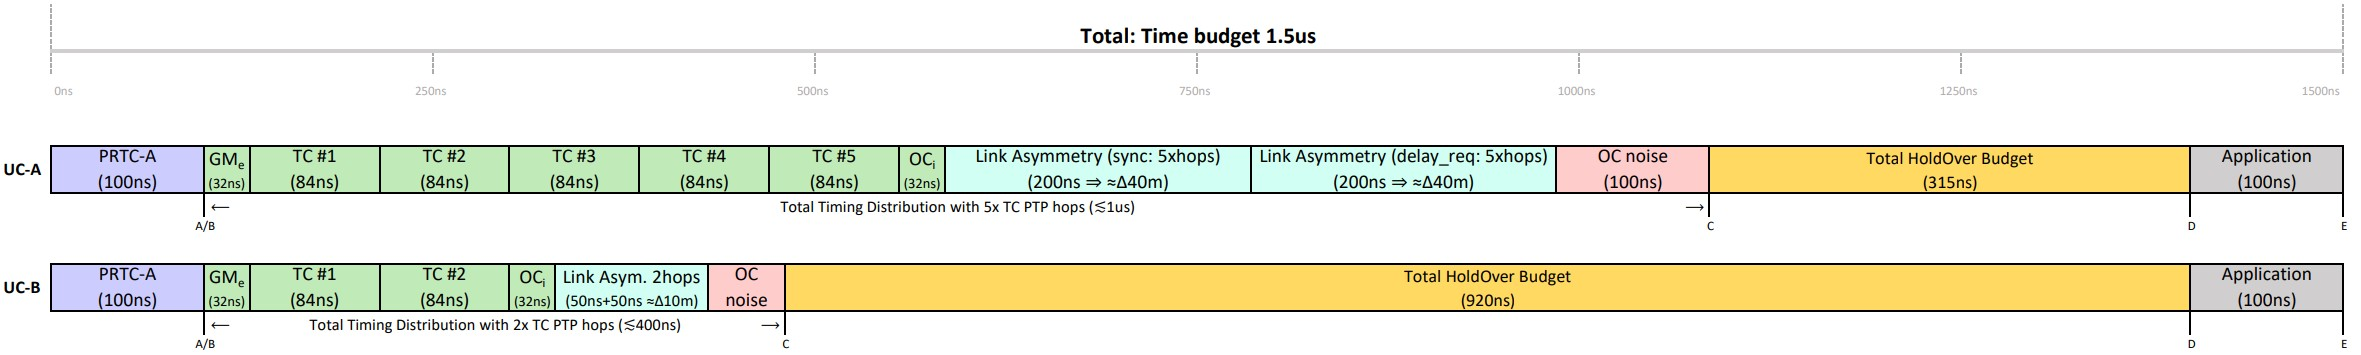 Total: Time budget 1.5us
0ns 250ns 500ns 750ns 1000ns 1250ns 1500ns
UC-A
PRTC-A
(100ns)
GMe
(32ns)
TC #1
(84ns)
TC #2
(84ns)
TC #3
(84ns)
TC #4
(84ns)
TC #5
(84ns)
OCi
(32ns)
Link Asymmetry (sync: 5xhops)
(200ns ⇒ ≈Δ40m)
Link Asymmetry (delay_req: 5xhops)
(200ns ⇒ ≈Δ40m)
OC noise
(100ns)
Total HoldOver Budget
(315ns)
Application
(100ns)
← Total Timing Distribution with 5x TC PTP hops (≲1us) →
A/B C D E
UC-B
PRTC-A
(100ns)
GMe
(32ns)
TC #1
(84ns)
TC #2
(84ns)
OCi
(32ns)
Link Asym. 2hops
(50ns+50ns ≈Δ10m)
OC
noise
Total HoldOver Budget
(920ns)
Application
(100ns)
← Total Timing Distribution with 2x TC PTP hops (≲400ns) →
A/B C D E